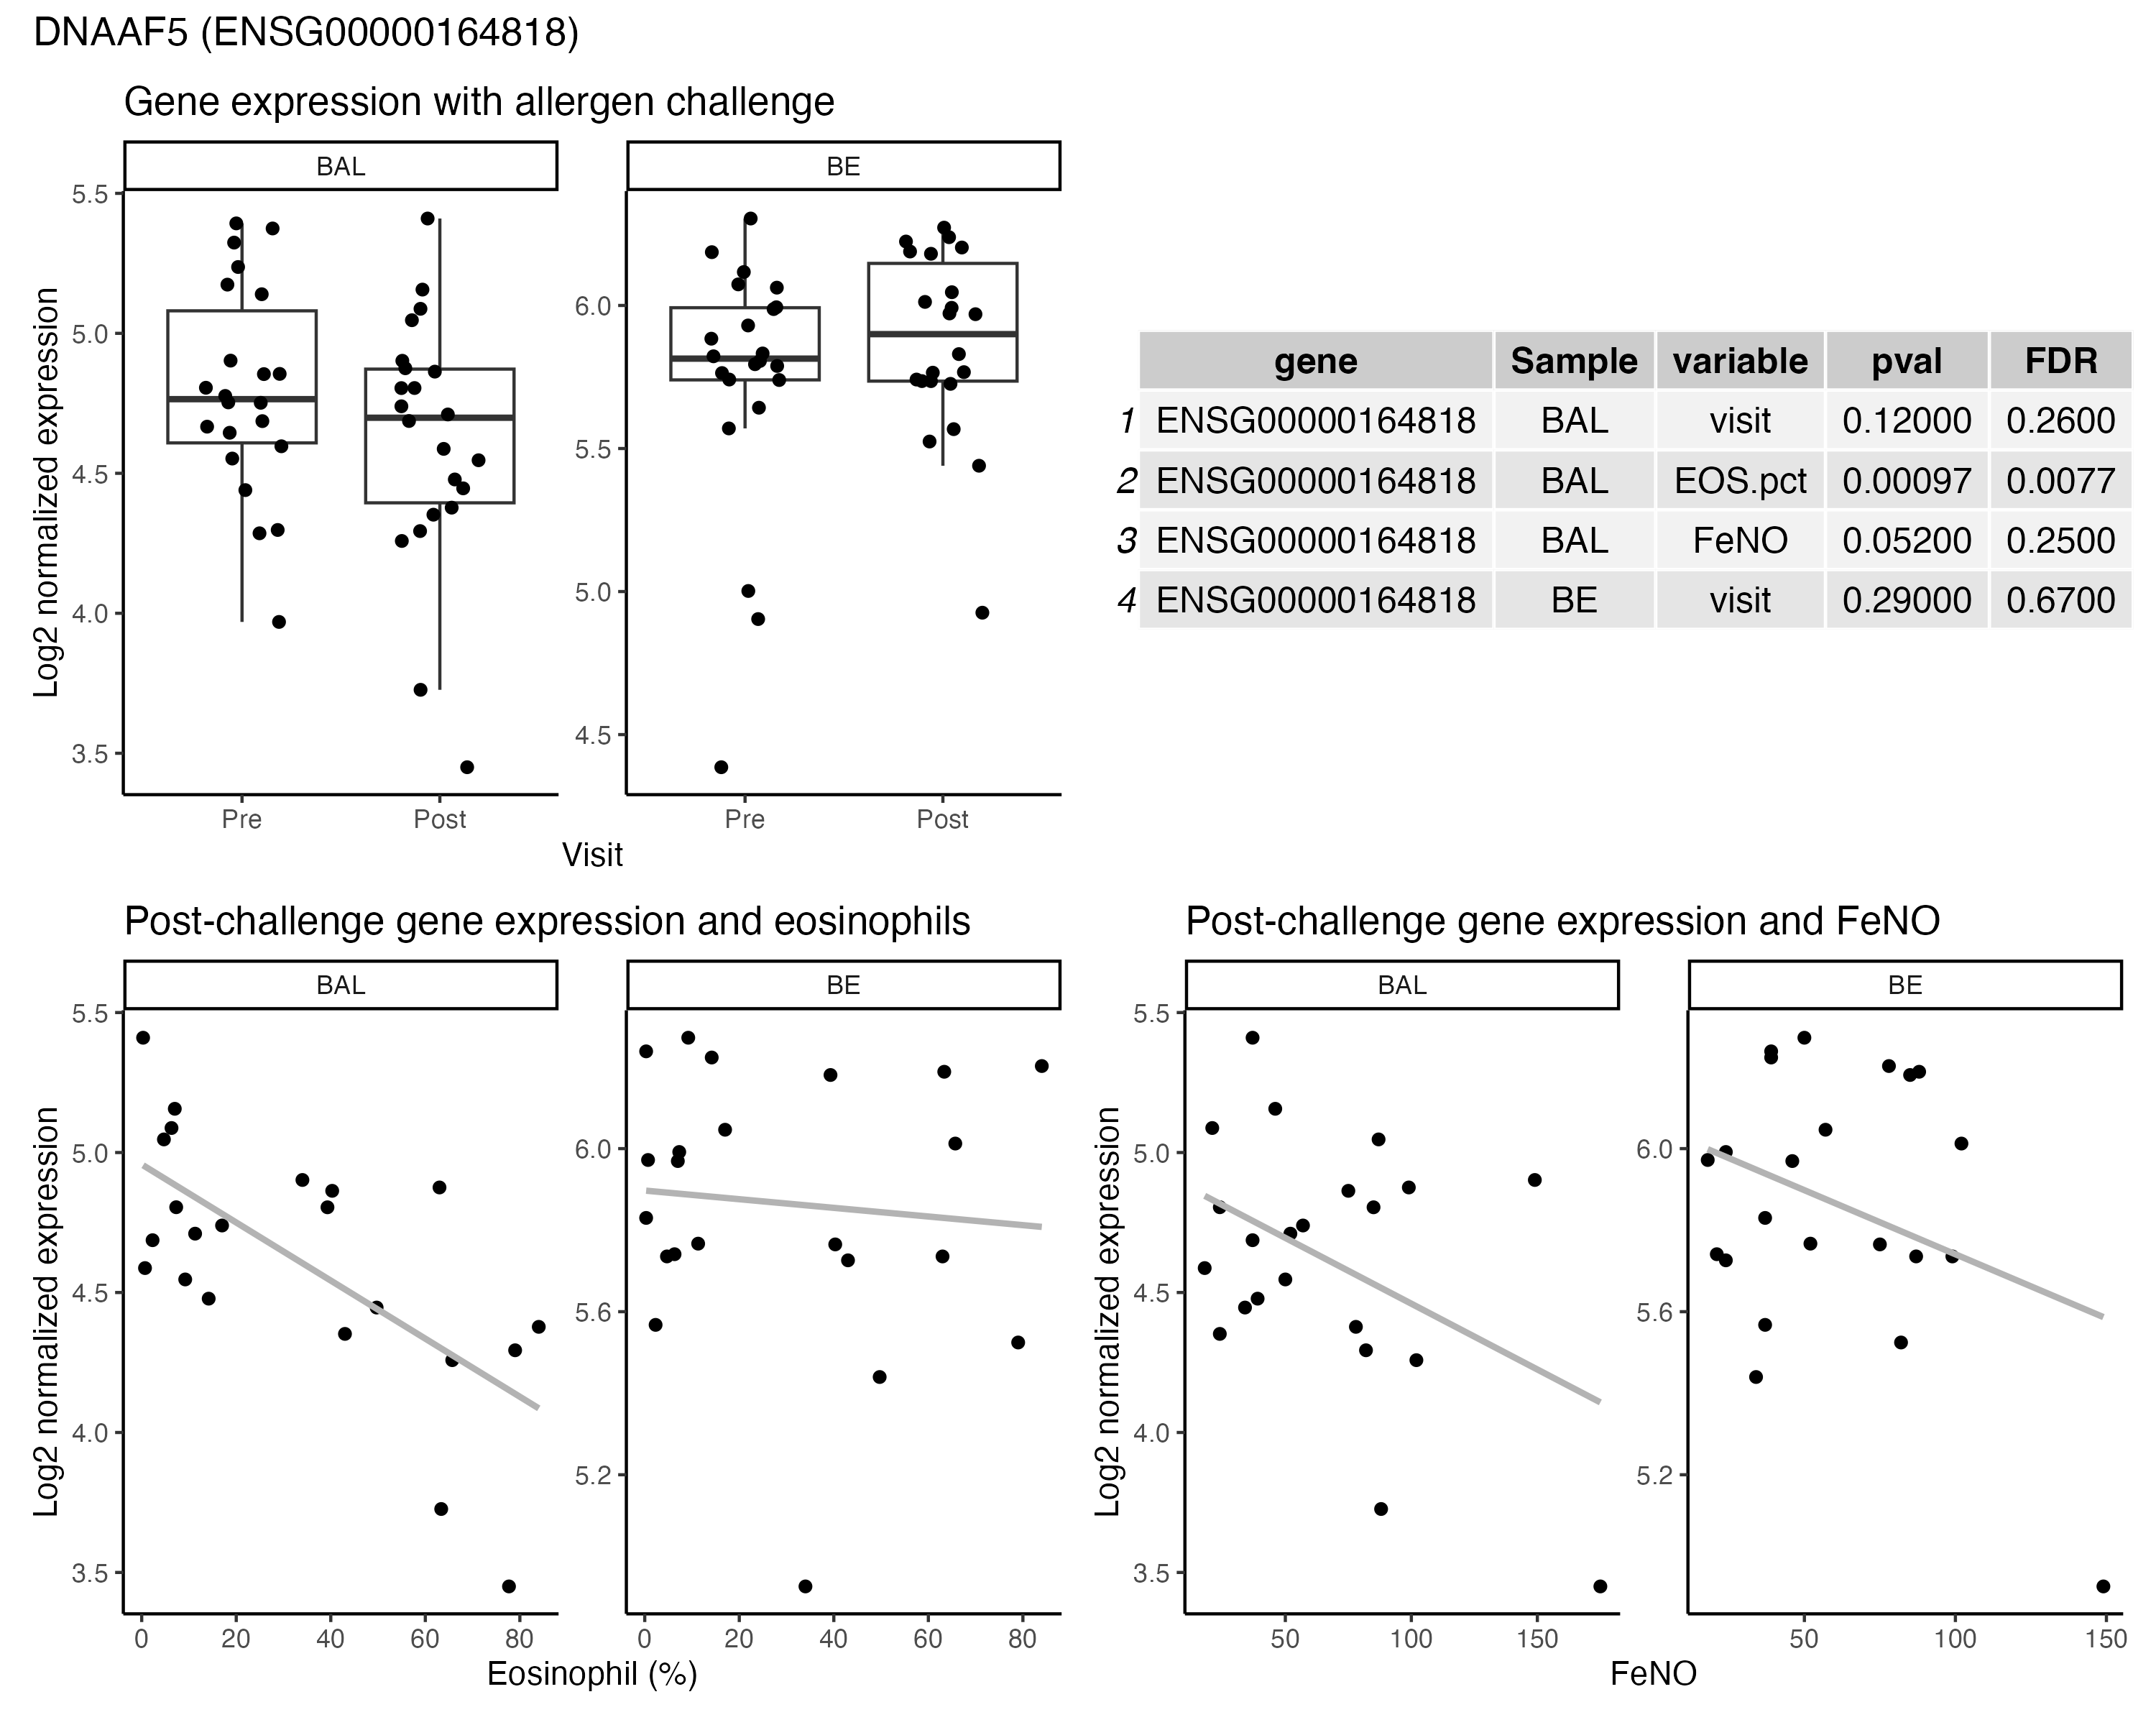 DNAAF5 (ENSG00000164818)
Gene expression with allergen challenge
BAL
BE
Log2 normalized expression
5.5
5.0
4.5
4.0
3.5
6.0
5.5
5.0
4.5
Pre
Post
Pre
Post
Visit
gene Sample variable pval FDR
1 ENSG00000164818 BAL visit 0.12000 0.2600
2 ENSG00000164818 BAL EOS.pct 0.00097 0.0077
3 ENSG00000164818 BAL FeNO 0.05200 0.2500
4 ENSG00000164818 BE visit 0.29000 0.6700
Post-challenge gene expression and eosinophils
BAL
BE
Log2 normalized expression
5.5
5.0
4.5
4.0
3.5
6.0
5.6
5.2
0 20 40 60 80
0 20 40 60 80
Eosinophil (%)
Post-challenge gene expression and FeNO
BAL
BE
Log2 normalized expression
5.5
5.0
4.5
4.0
3.5
6.0
5.6
5.2
50 100 150
50 100 150
FeNO